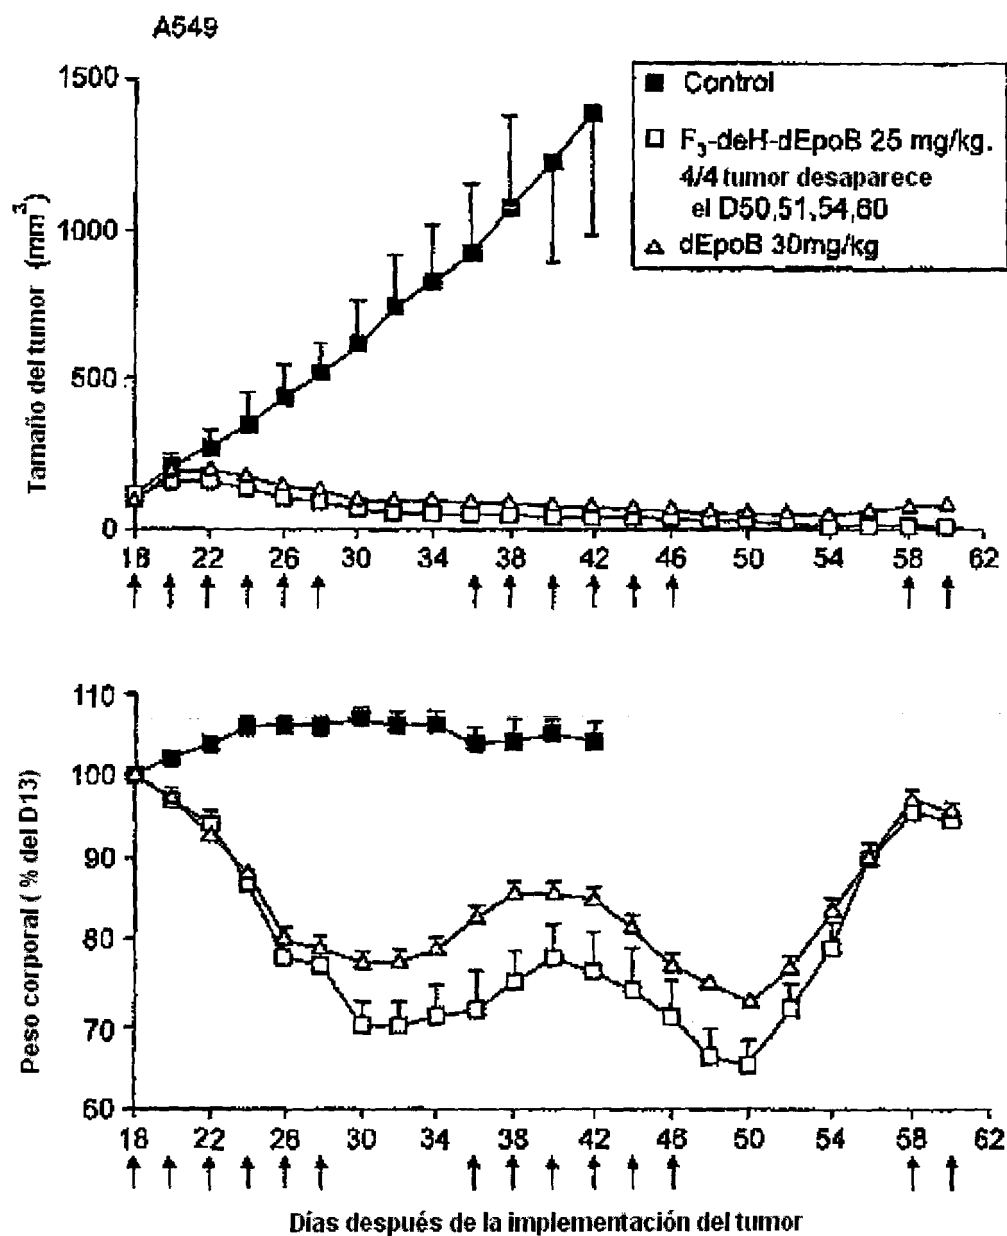 A549
1500
1000
500
0
Tamaño del tumor (mm³)
Control
F₃-deH-dEpoB 25 mg/kg.
4/4 tumor desaparece
el D50,51,54,60
dEpoB 30mg/kg
18 22 26 30 34 38 42 46 50 54 58 62
110
100
90
80
70
60
Peso corporal ( % del D13)
18 22 26 30 34 38 42 46 50 54 58 62
Días después de la implementación del tumor